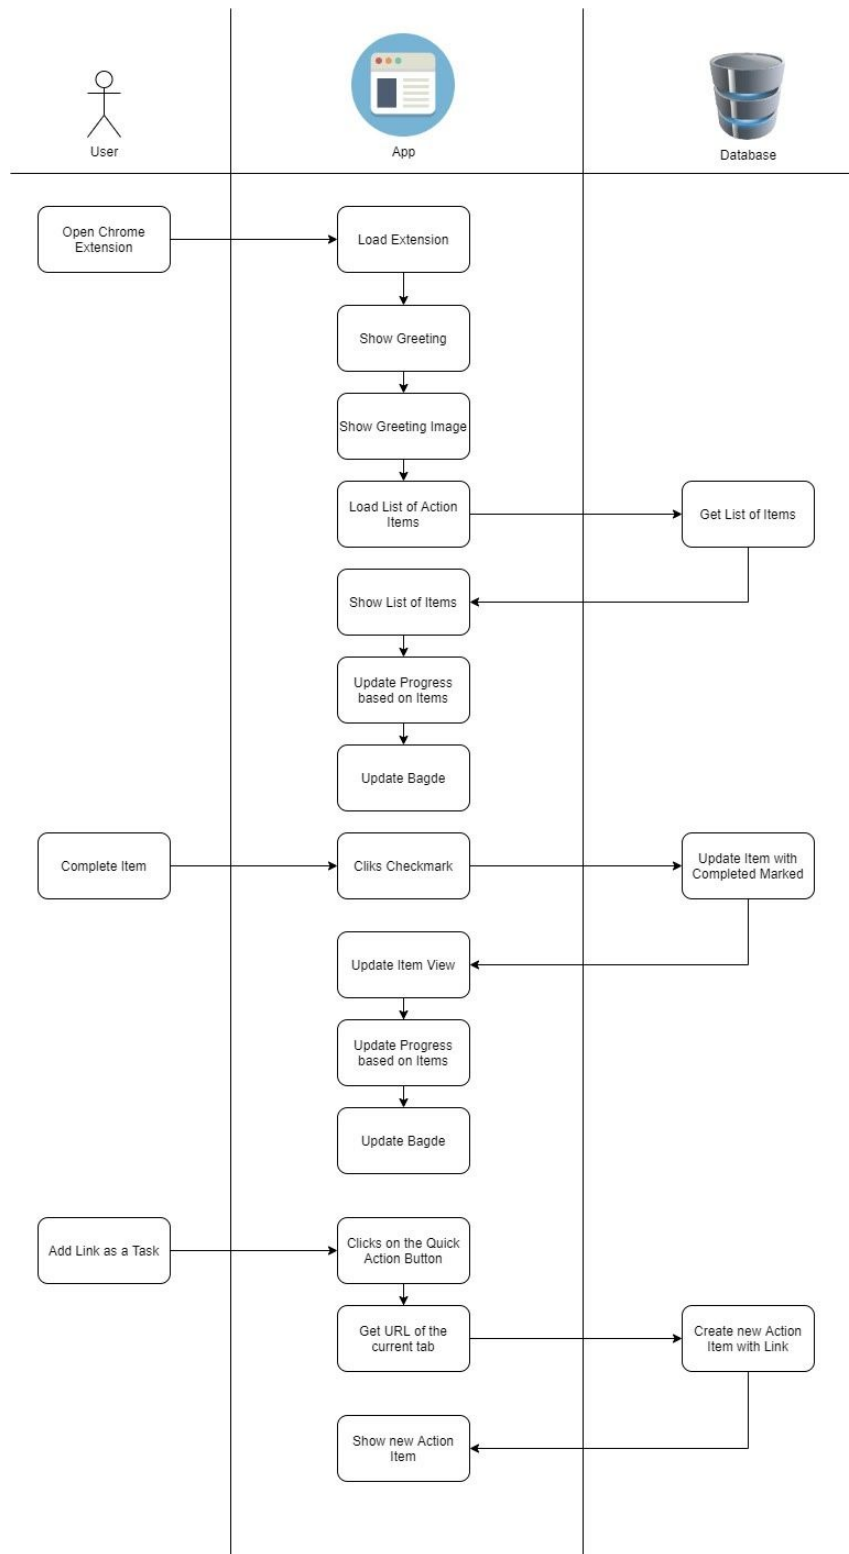 User
App
Database
Open Chrome
Extension
Load Extension
Show Greeting
Show Greeting Image
Load List of Action
Items
Get List of Items
Show List of Items
Update Progress
based on Items
Update Bagde
Complete Item
Cliks Checkmark
Update Item with
Completed Marked
Update Item View
Update Progress
based on Items
Update Bagde
Add Link as a Task
Clicks on the Quick
Action Button
Get URL of the
current tab
Create new Action
Item with Link
Show new Action
Item